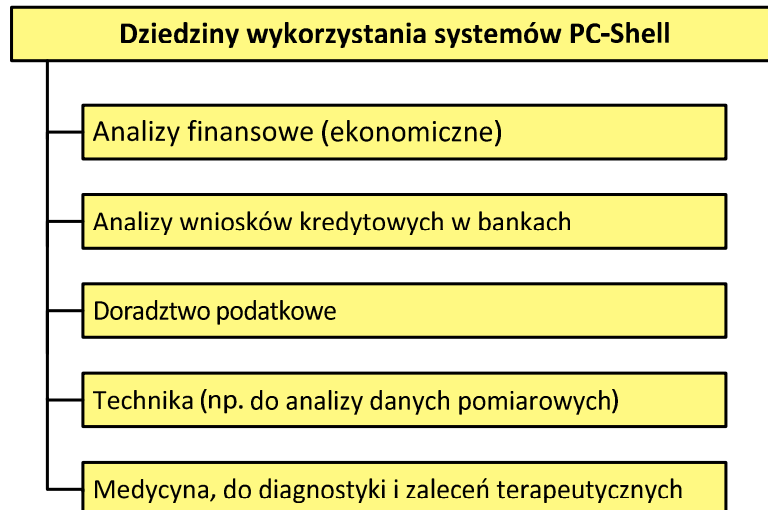 Dziedziny wykorzystania systemów PC-Shell
Analizy finansowe (ekonomiczne)
Analizy wniosków kredytowych w bankach
Doradztwo podatkowe
Technika (np. do analizy danych pomiarowych)
Medycyna, do diagnostyki i zaleceń terapeutycznych